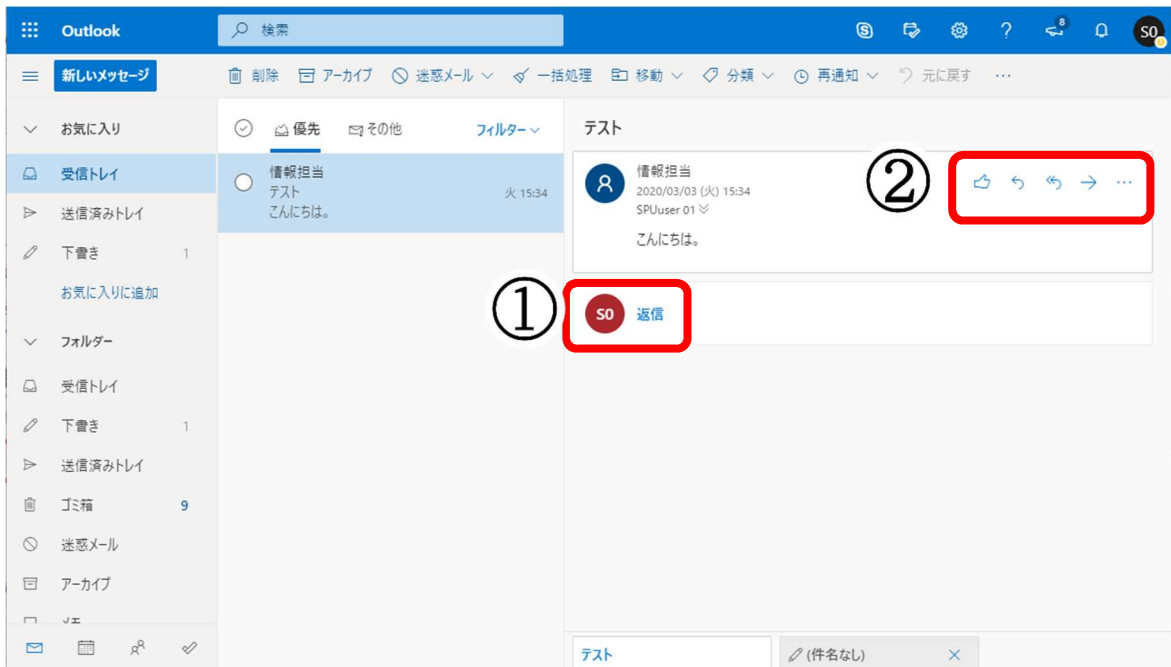 Outlook
検索
8
SO
新しいメッセージ
削除 アーカイブ 迷惑メール 一括処理 移動 分類 再通知 元に戻す …
お気に入り
受信トレイ
送信済みトレイ
下書き 1
お気に入りに追加
フォルダー
受信トレイ
下書き 1
送信済みトレイ
ゴミ箱 9
迷惑メール
アーカイブ
メモ
優先 その他 フィルター
情報担当
テスト 火 15:34
こんにちは。
テスト
情報担当
2020/03/03 (火) 15:34
SPUuser 01
こんにちは。
②
①
SO 返信
テスト
(件名なし)